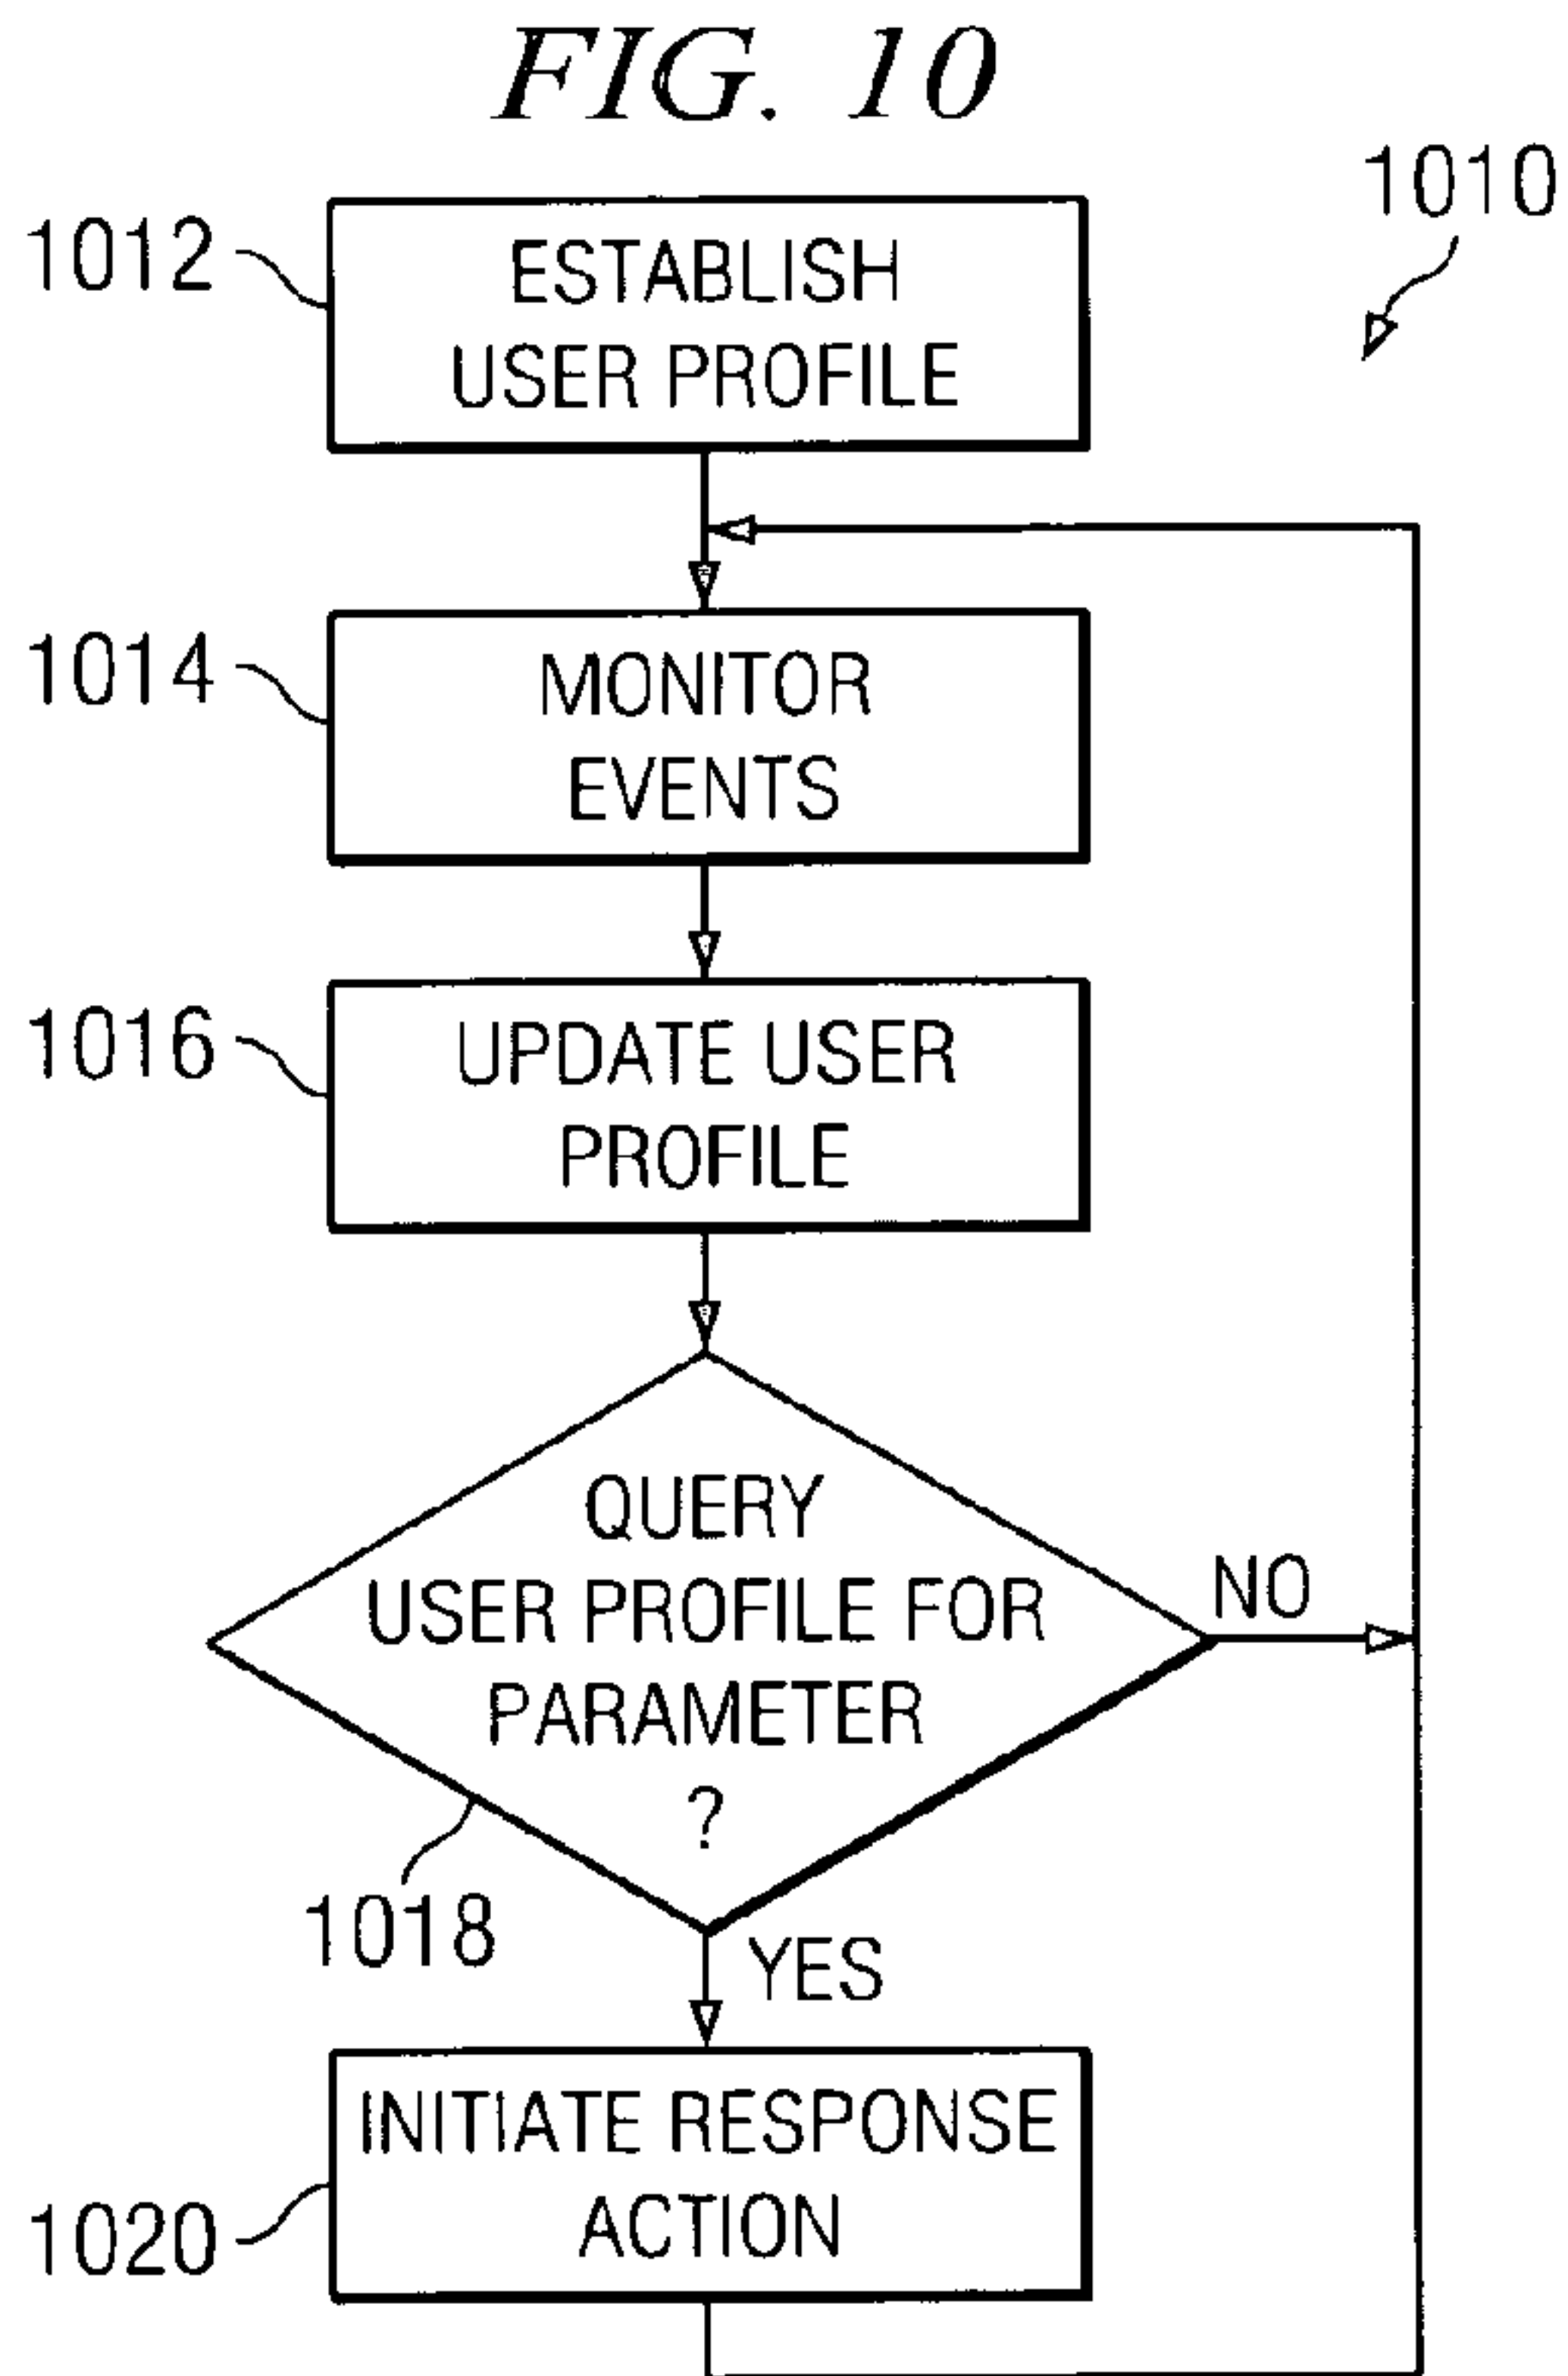 FIG. 10
1010
1012
ESTABLISH
USER PROFILE
1014
MONITOR
EVENTS
1016
UPDATE USER
PROFILE
QUERY
USER PROFILE FOR
PARAMETER
?
NO
1018
YES
INITIATE RESPONSE
ACTION
1020